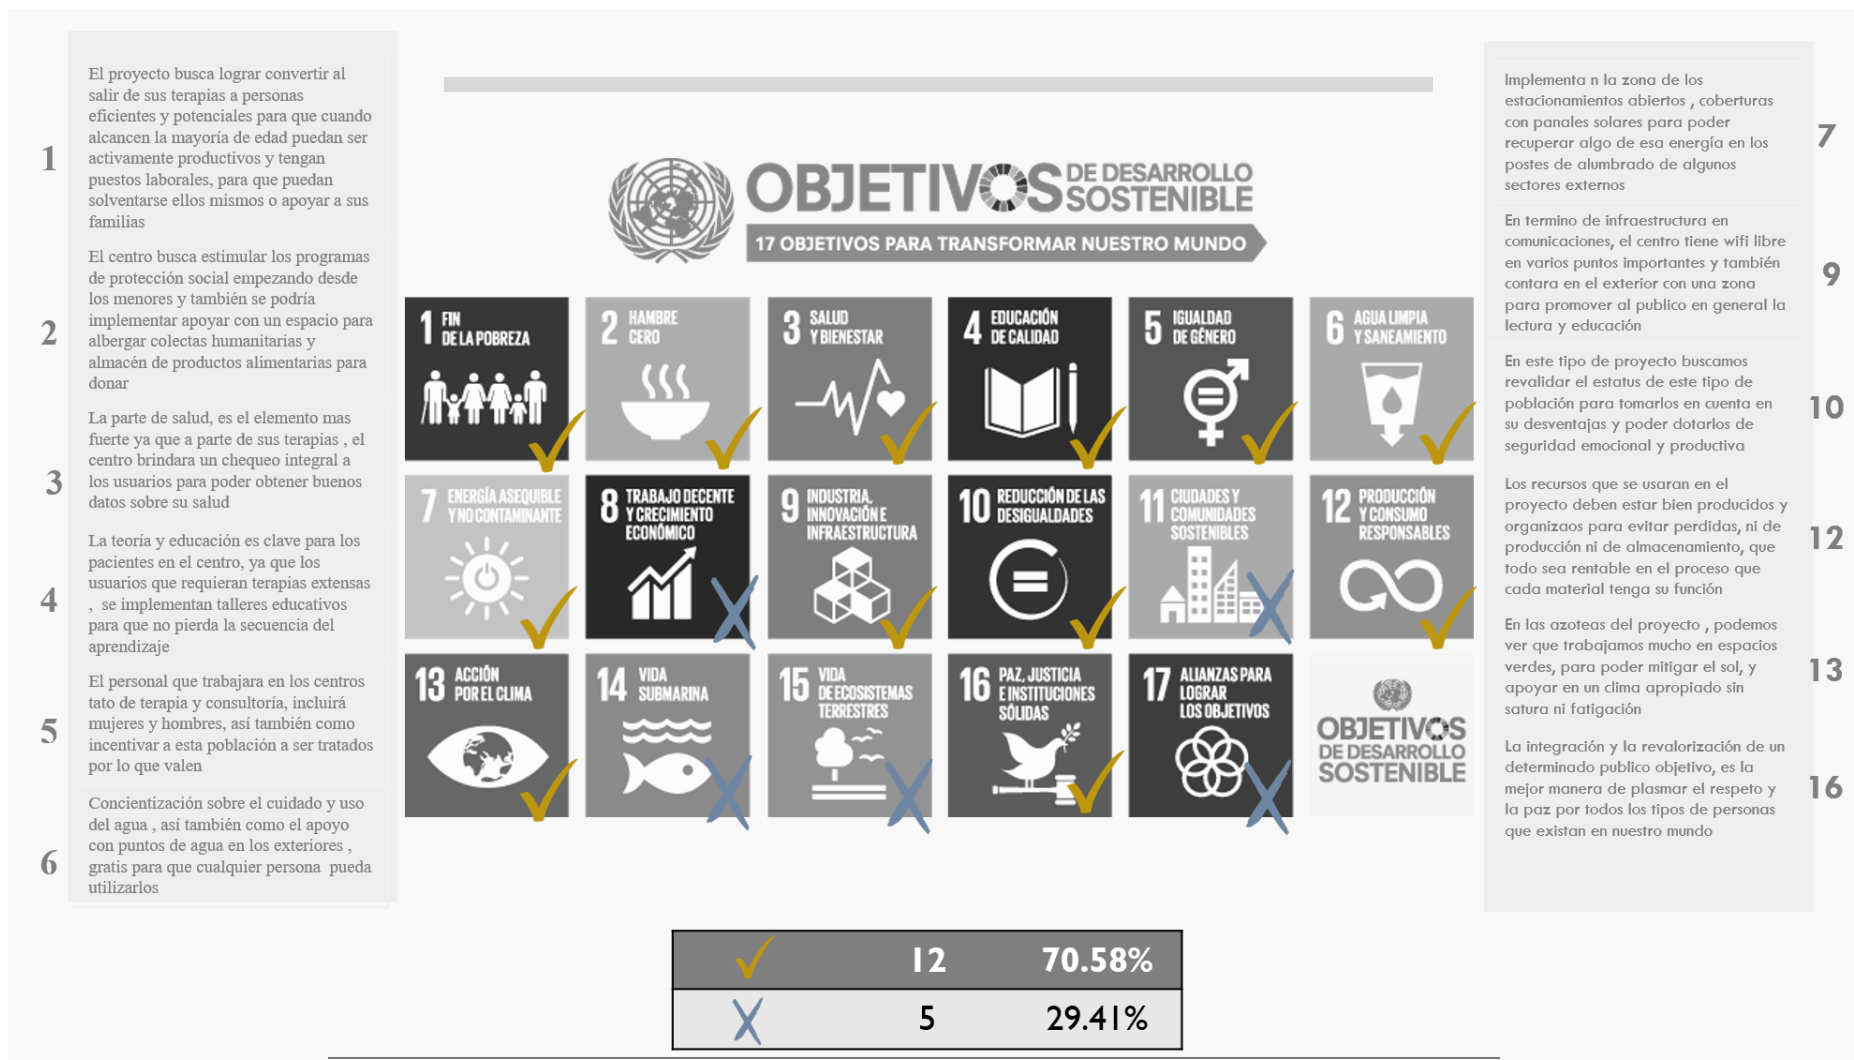 1
El proyecto busca lograr convertir al
salir de sus terapias a personas
eficientes y potenciales para que cuando
alcancen la mayoría de edad puedan ser
activamente productivos y tengan
puestos laborales, para que puedan
solventarse ellos mismos o apoyar a sus
familias
2
El centro busca estimular los programas
de protección social empezando desde
los menores y también se podría
implementar apoyar con un espacio para
albergar colectas humanitarias y
almacén de productos alimentarias para
donar
3
La parte de salud, es el elemento mas
fuerte ya que a parte de sus terapias , el
centro brindara un chequeo integral a
los usuarios para poder obtener buenos
datos sobre su salud
4
La teoría y educación es clave para los
pacientes en el centro, ya que los
usuarios que requieran terapias extensas
, se implementan talleres educativos
para que no pierda la secuencia del
aprendizaje
5
El personal que trabajara en los centros
tato de terapia y consultoría, incluirá
mujeres y hombres, así también como
incentivar a esta población a ser tratados
por lo que valen
6
Concientización sobre el cuidado y uso
del agua , así también como el apoyo
con puntos de agua en los exteriores ,
gratis para que cualquier persona pueda
utilizarlos
OBJETIVOS DE DESARROLLO
SOSTENIBLE
17 OBJETIVOS PARA TRANSFORMAR NUESTRO MUNDO
1 FIN
DE LA POBREZA
2 HAMBRE
CERO
3 SALUD
Y BIENESTAR
4 EDUCACIÓN
DE CALIDAD
5 IGUALDAD
DE GÉNERO
6 AGUA LIMPIA
Y SANEAMIENTO
7 ENERGÍA ASEQUIBLE
Y NO CONTAMINANTE
8 TRABAJO DECENTE
Y CRECIMIENTO
ECONÓMICO
9 INDUSTRIA,
INNOVACIÓN E
INFRAESTRUCTURA
10 REDUCCIÓN DE LAS
DESIGUALDADES
11 CIUDADES Y
COMUNIDADES
SOSTENIBLES
12 PRODUCCIÓN
Y CONSUMO
RESPONSABLES
13 ACCIÓN
POR EL CLIMA
14 VIDA
SUBMARINA
15 VIDA
DE ECOSISTEMAS
TERRESTRES
16 PAZ, JUSTICIA
E INSTITUCIONES
SÓLIDAS
17 ALIANZAS PARA
LOGRAR
LOS OBJETIVOS
OBJETIVOS
DE DESARROLLO
SOSTENIBLE
12 70.58%
5 29.41%
Implementa n la zona de los
estacionamientos abiertos , coberturas
con panales solares para poder
recuperar algo de esa energía en los
postes de alumbrado de algunos
sectores externos
7
En termino de infraestructura en
comunicaciones, el centro tiene wifi libre
en varios puntos importantes y también
contara en el exterior con una zona
para promover al publico en general la
lectura y educación
9
En este tipo de proyecto buscamos
revalidar el estatus de este tipo de
población para tomarlos en cuenta en
su desventajas y poder dotarlos de
seguridad emocional y productiva
10
Los recursos que se usaran en el
proyecto deben estar bien producidos y
organizaos para evitar perdidas, ni de
producción ni de almacenamiento, que
todo sea rentable en el proceso que
cada material tenga su función
12
En las azoteas del proyecto , podemos
ver que trabajamos mucho en espacios
verdes, para poder mitigar el sol, y
apoyar en un clima apropiado sin
satura ni fatigación
13
La integración y la revalorización de un
determinado publico objetivo, es la
mejor manera de plasmar el respeto y
la paz por todos los tipos de personas
que existan en nuestro mundo
16